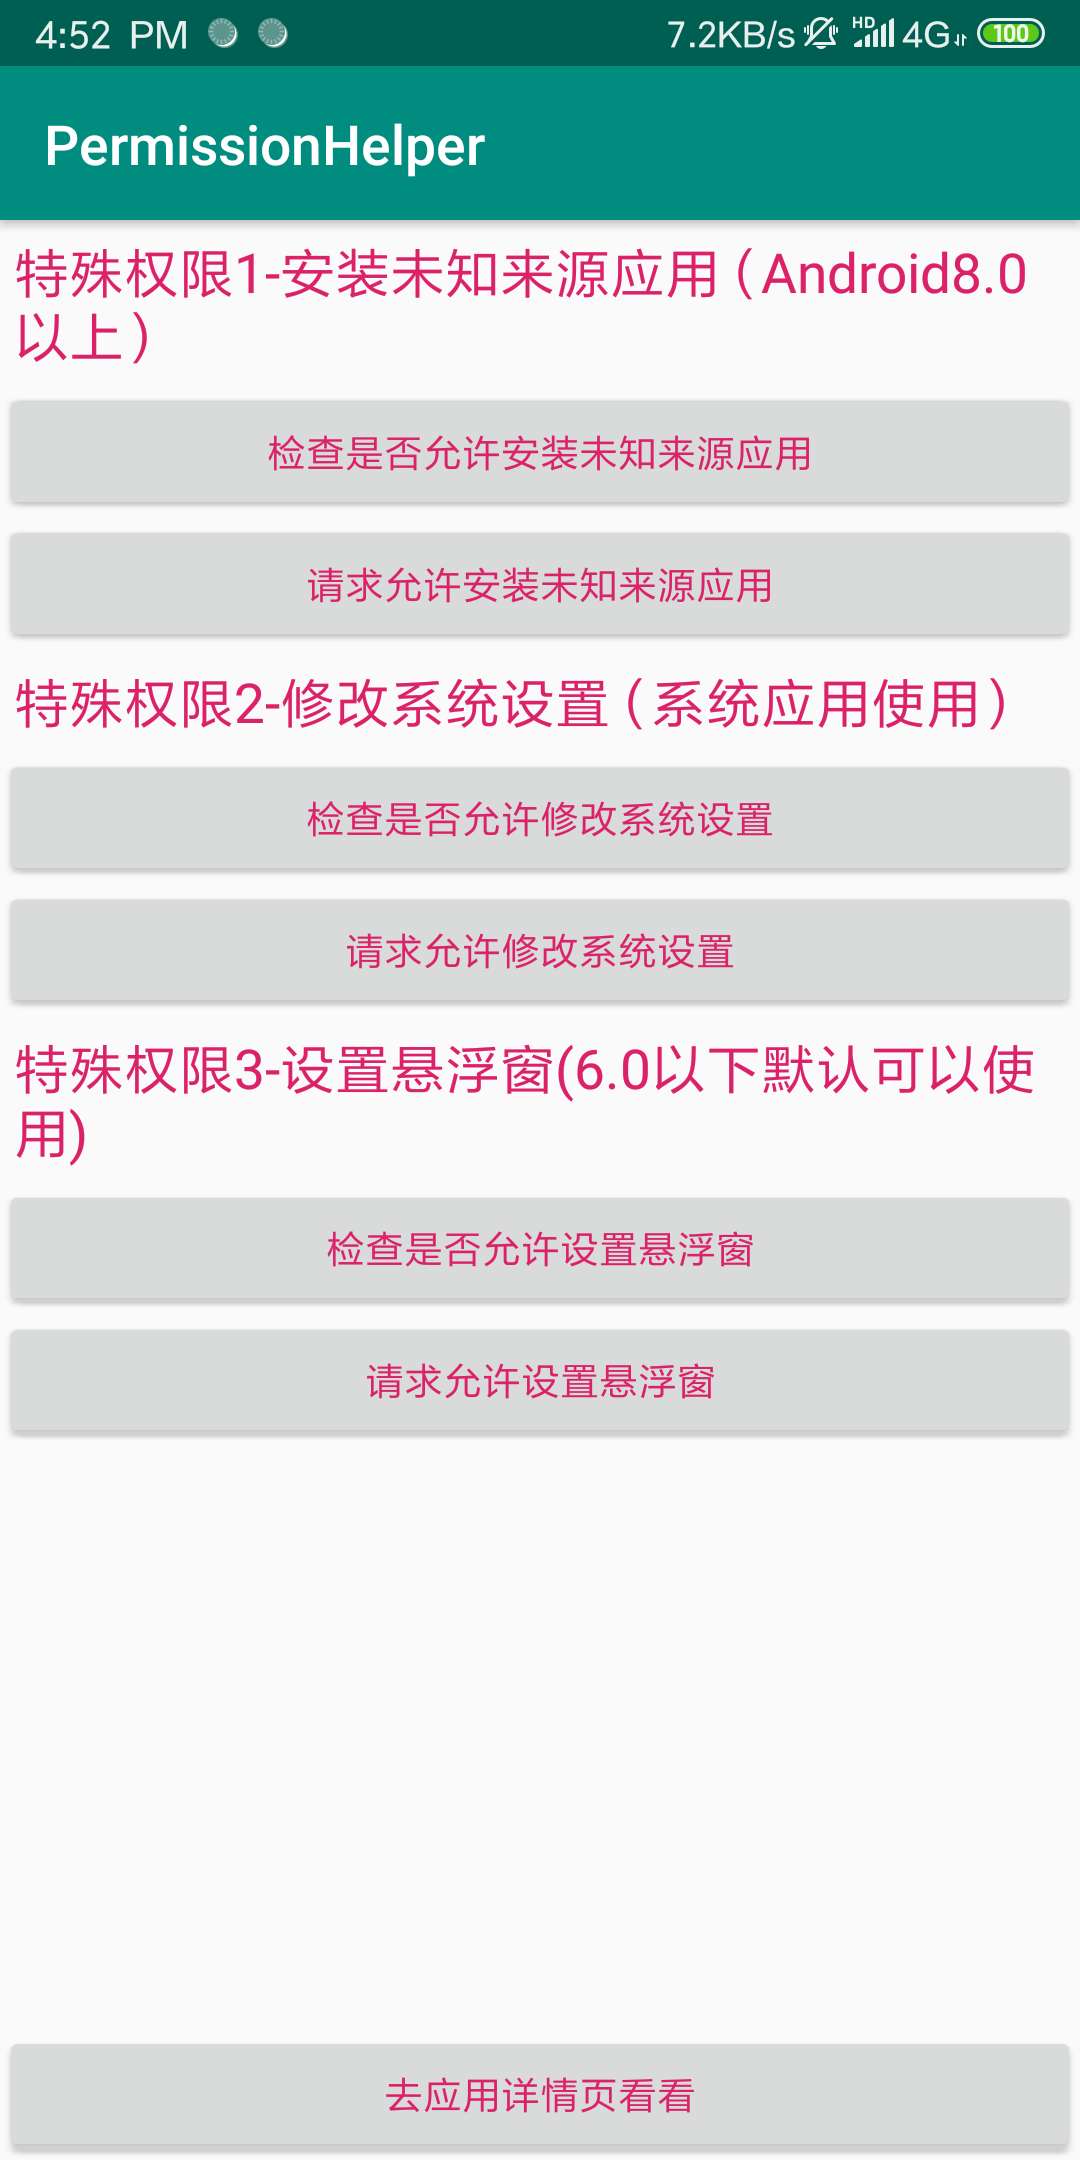 4:52 PM 7.2KB/s HD 4G 100
PermissionHelper
特殊权限1-安装未知来源应用（Android8.0
以上）
检查是否允许安装未知来源应用
请求允许安装未知来源应用
特殊权限2-修改系统设置（系统应用使用）
检查是否允许修改系统设置
请求允许修改系统设置
特殊权限3-设置悬浮窗(6.0以下默认可以使
用)
检查是否允许设置悬浮窗
请求允许设置悬浮窗
去应用详情页看看